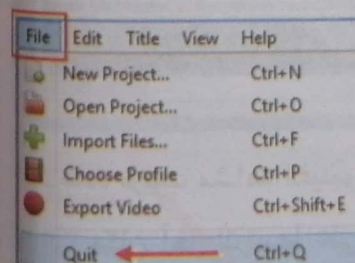 File Edit Title View Help
New Project... Ctrl+N
Open Project... Ctrl+O
Import Files... Ctrl+F
Choose Profile Ctrl+P
Export Video Ctrl+Shift+E
Quit Ctrl+Q